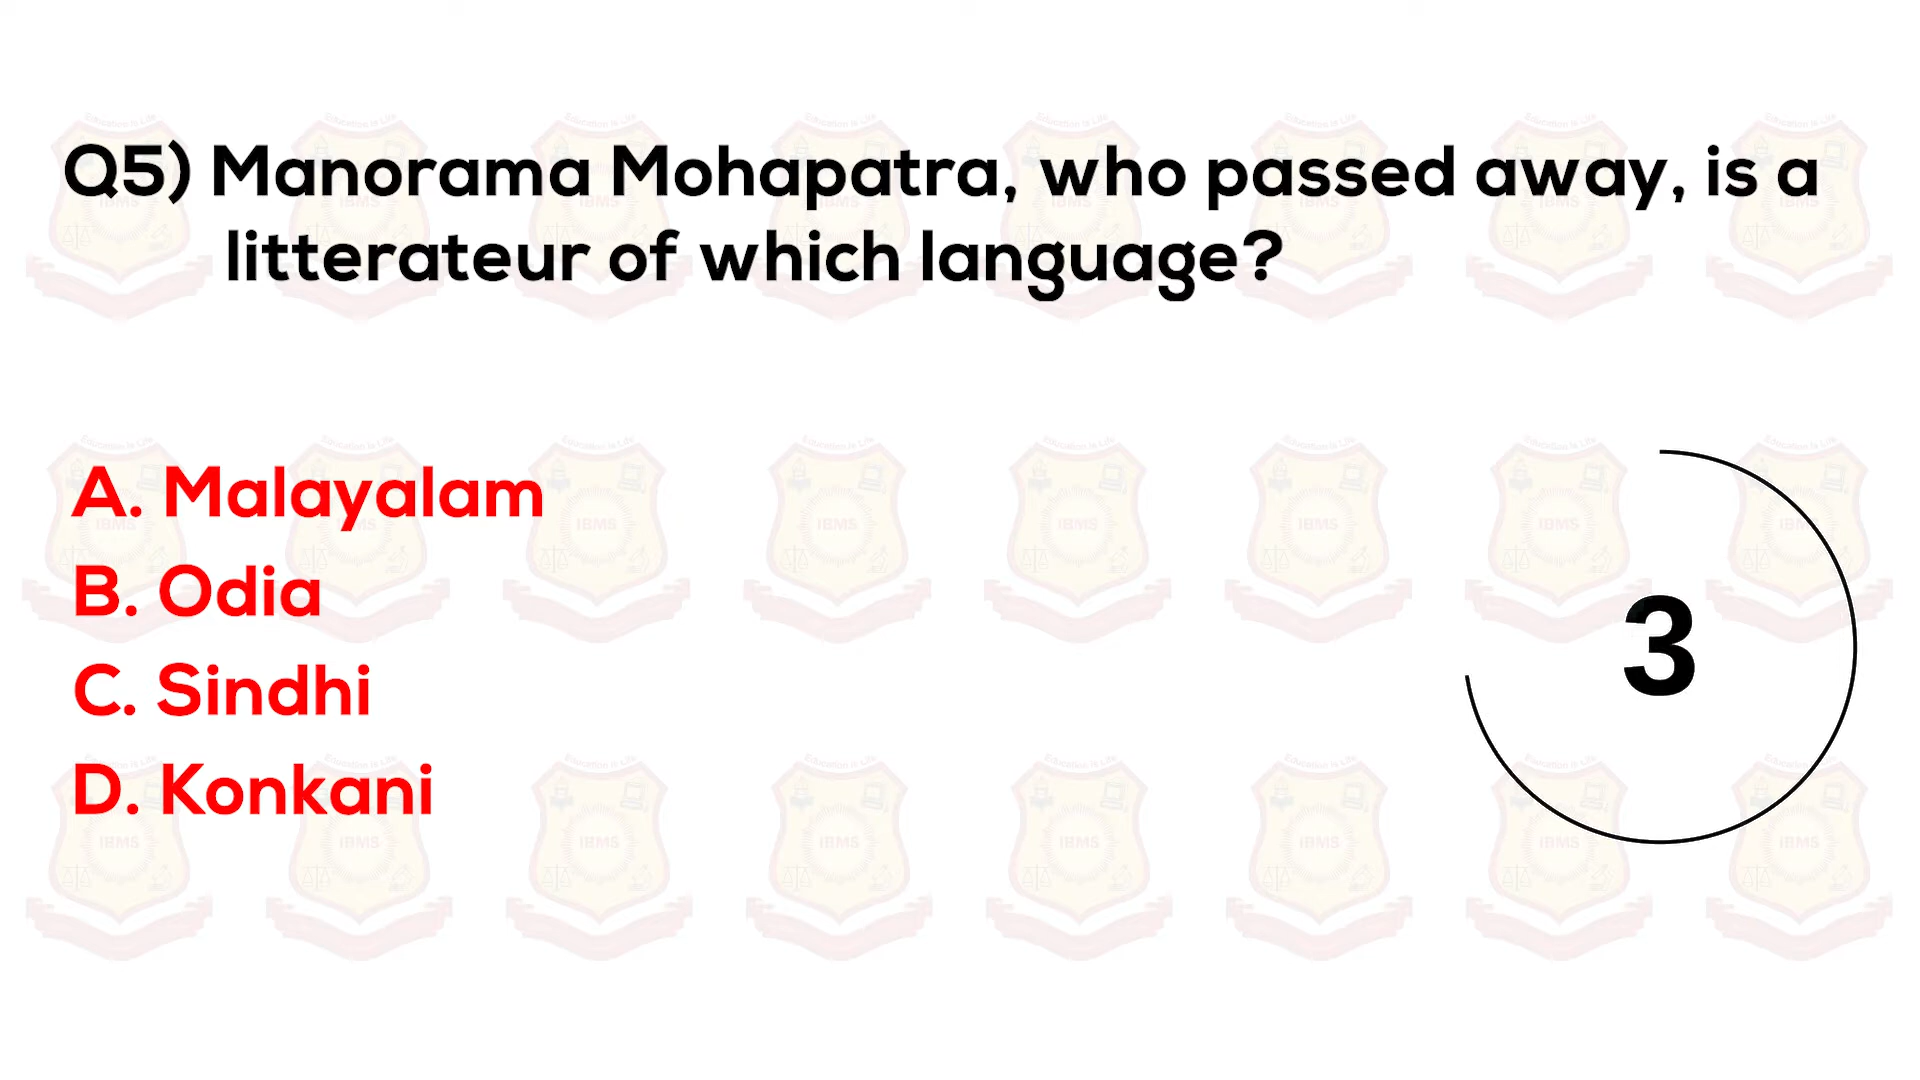 Q5) Manorama Mohapatra, who passed away, is a
litterateur of which language?
A. Malayalam
B. Odia
C. Sindhi
D. Konkani
3